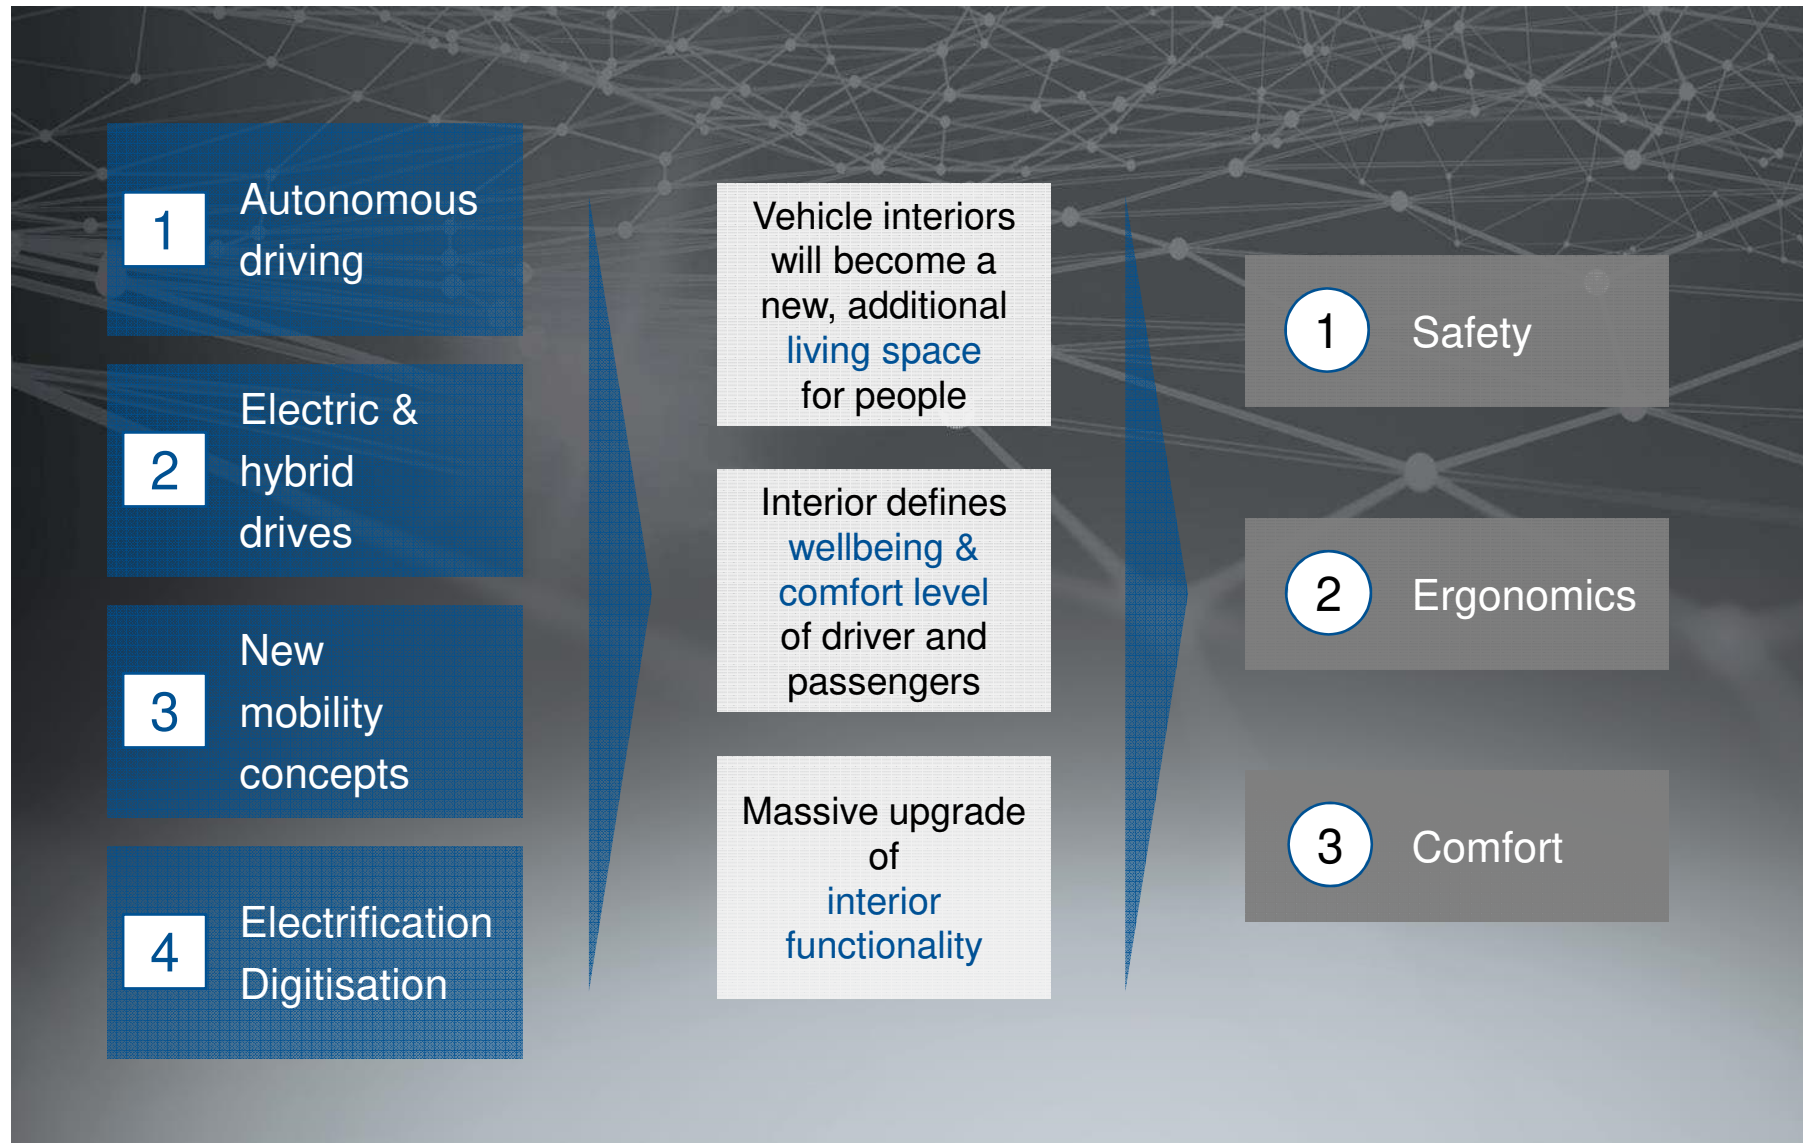 1
Autonomous
driving
2
Electric &
hybrid
drives
3
New
mobility
concepts
4
Electrification
Digitisation
Vehicle interiors
will become a
new, additional
living space
for people
Interior defines
wellbeing &
comfort level
of driver and
passengers
Massive upgrade
of
interior
functionality
1 Safety
2 Ergonomics
3 Comfort